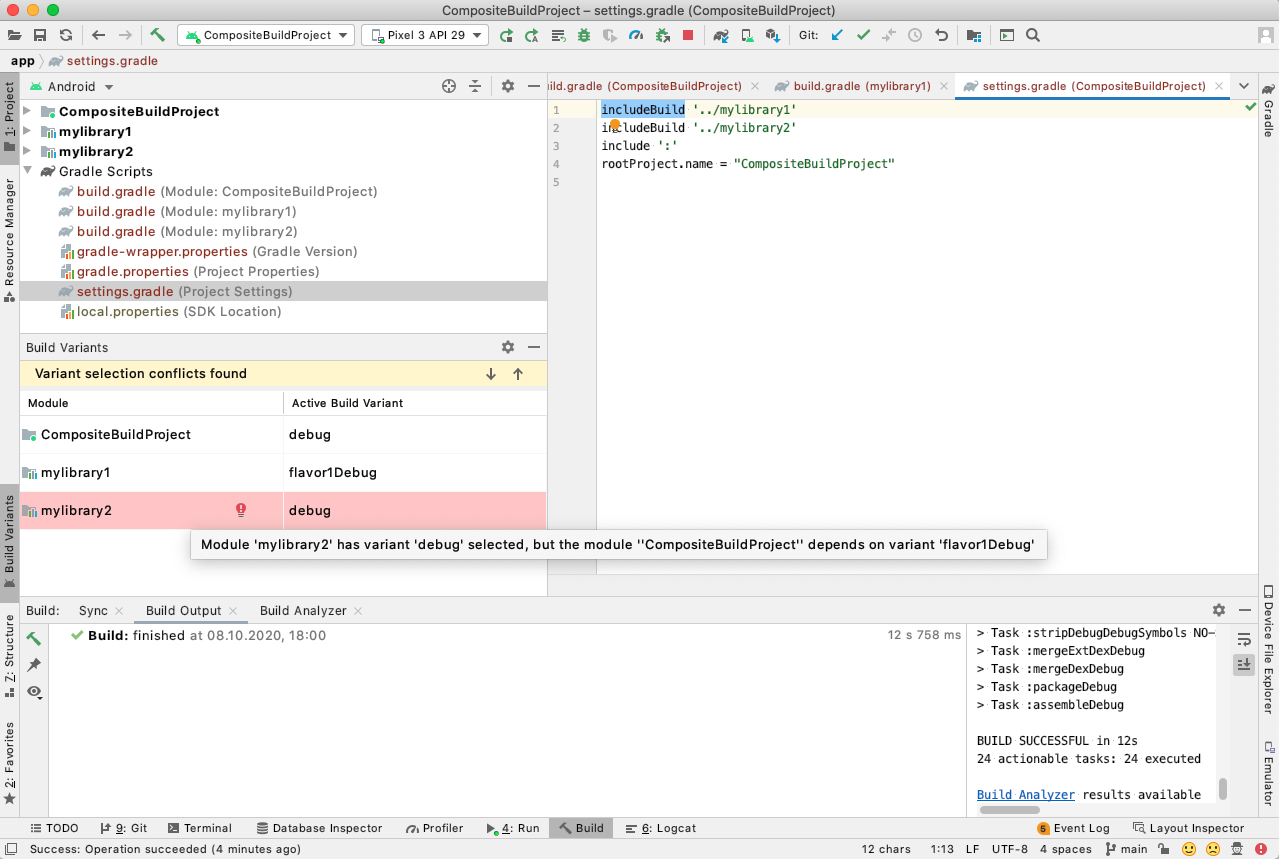 CompositeBuildProject – settings.gradle (CompositeBuildProject)
CompositeBuildProject
Pixel 3 API 29
Git:
app
settings.gradle
1: Project
Resource Manager
Build Variants
Z: Structure
2: Favorites
Android
CompositeBuildProject
mylibrary1
mylibrary2
Gradle Scripts
build.gradle (Module: CompositeBuildProject)
build.gradle (Module: mylibrary1)
build.gradle (Module: mylibrary2)
gradle-wrapper.properties (Gradle Version)
gradle.properties (Project Properties)
settings.gradle (Project Settings)
local.properties (SDK Location)
Build Variants
Variant selection conflicts found
Module Active Build Variant
CompositeBuildProject debug
mylibrary1 flavor1Debug
mylibrary2 debug
Module 'mylibrary2' has variant 'debug' selected, but the module ''CompositeBuildProject'' depends on variant 'flavor1Debug'
ild.gradle (CompositeBuildProject)
build.gradle (mylibrary1)
settings.gradle (CompositeBuildProject)
1 includeBuild '../mylibrary1'
2 includeBuild '../mylibrary2'
3 include ':'
4 rootProject.name = "CompositeBuildProject"
5
Gradle
Device File Explorer
Emulator
Build: Sync Build Output Build Analyzer
Build: finished at 08.10.2020, 18:00 12 s 758 ms
> Task :stripDebugDebugSymbols NO-
> Task :mergeExtDexDebug
> Task :mergeDexDebug
> Task :packageDebug
> Task :assembleDebug
BUILD SUCCESSFUL in 12s
24 actionable tasks: 24 executed
Build Analyzer results available
TODO 9: Git Terminal Database Inspector Profiler 4: Run Build 6: Logcat 5 Event Log Layout Inspector
Success: Operation succeeded (4 minutes ago) 12 chars 1:13 LF UTF-8 4 spaces main